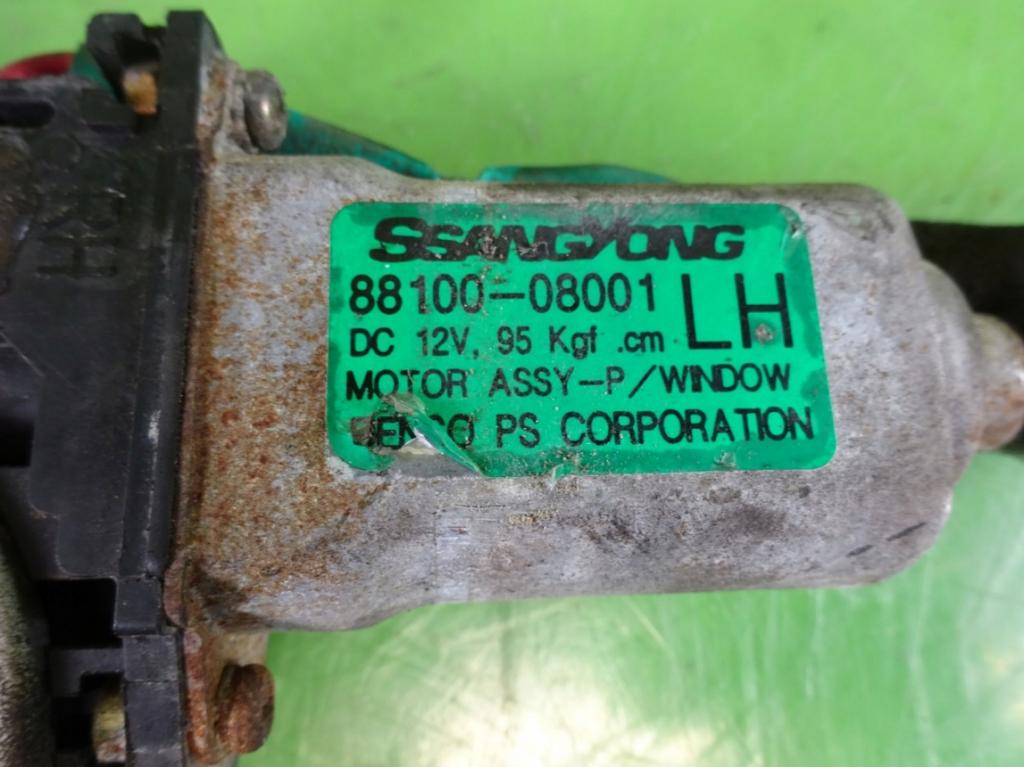 SSANGYONG
88100-08001 LH
DC 12V, 95 Kgf .cm
MOTOR ASSY-P/WINDOW
PS CORPORATION